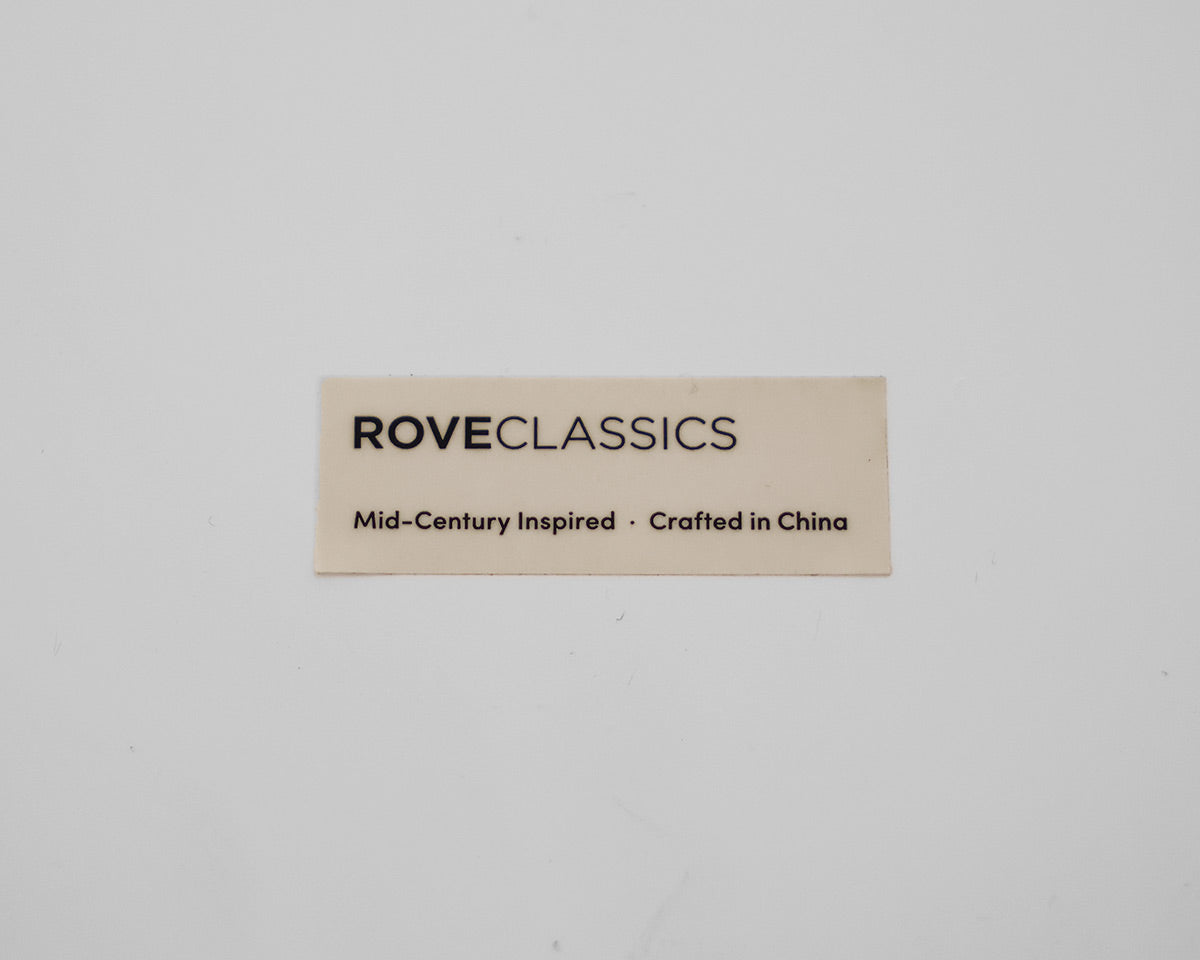 ROVECLASSICS
Mid-Century Inspired · Crafted in China